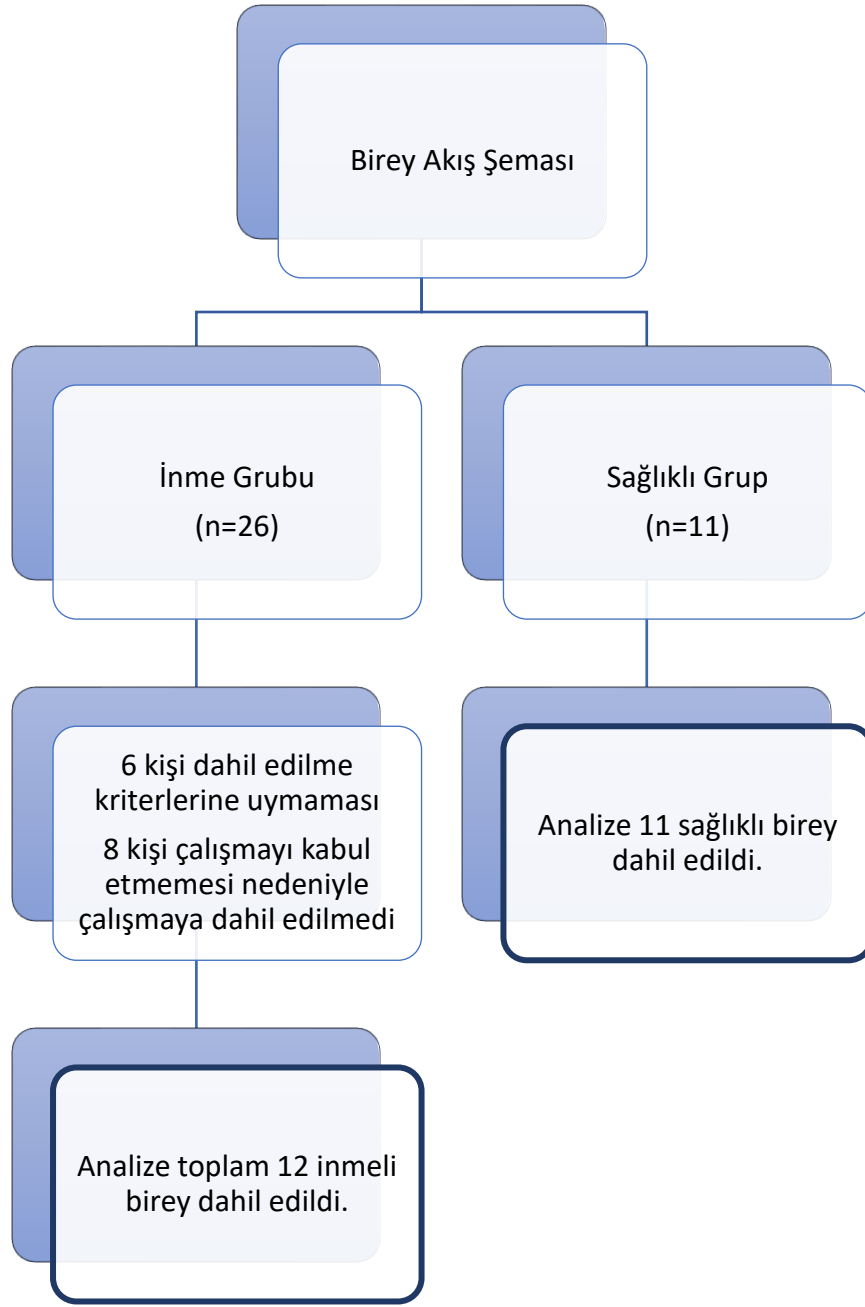 Birey Akış Şeması
İnme Grubu
(n=26)
Sağlıklı Grup
(n=11)
6 kişi dahil edilme
kriterlerine uymaması
8 kişi çalışmayı kabul
etmemesi nedeniyle
çalışmaya dahil edilmedi
Analize 11 sağlıklı birey
dahil edildi.
Analize toplam 12 inmeli
birey dahil edildi.